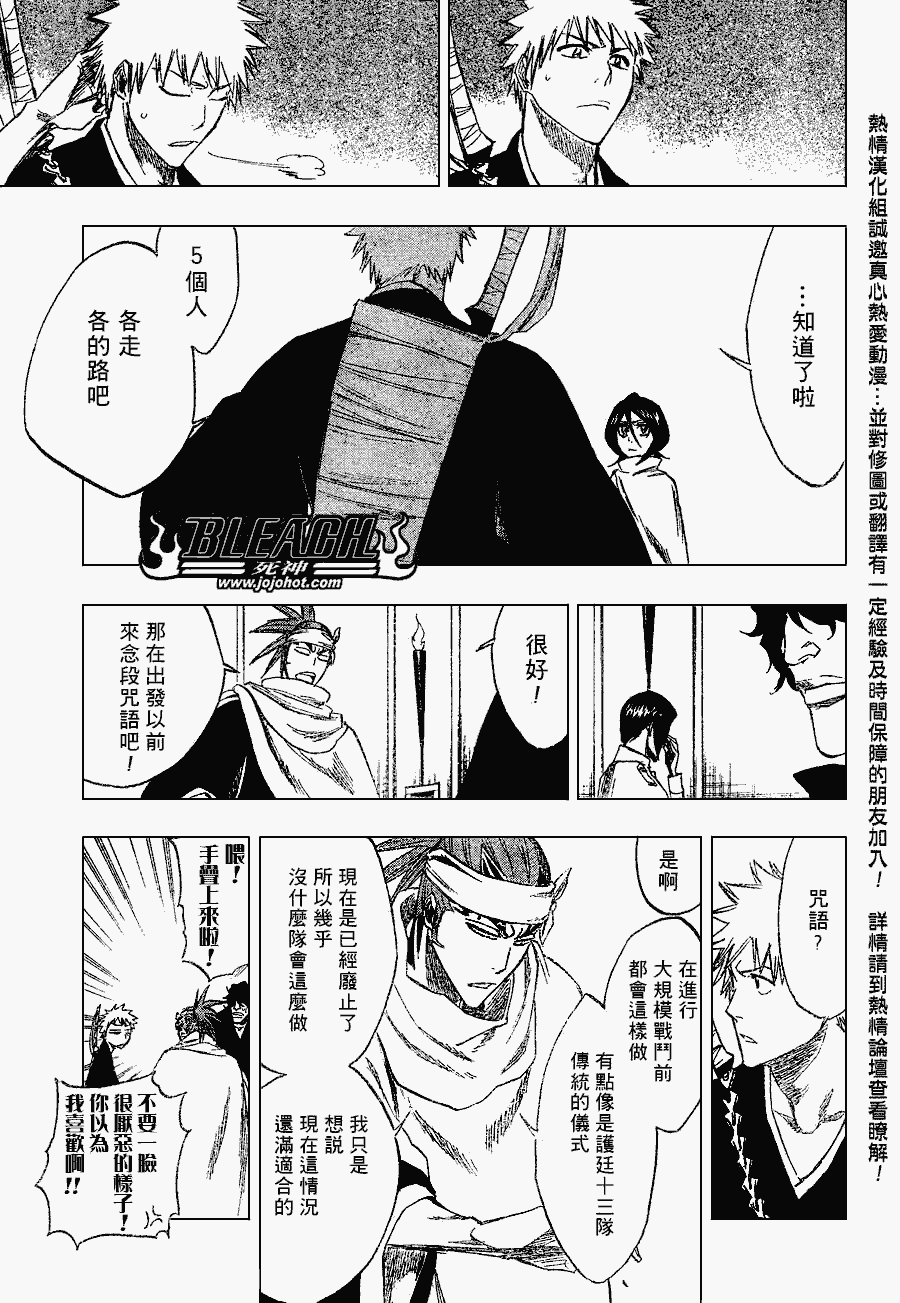 …知道了啦
5個人
各走
各的路吧
BLEACH
死神
www.jojohot.com
很好！
那在出發以前
來念段咒語吧！
咒語？
是啊
在進行
大規模戰鬥前
都會這樣做
有點像是護廷十三隊
傳統的儀式
現在是已經廢止了
所以幾乎
沒什麼隊會這麼做
我只是
想說
現在這情況
還滿適合的
喂！
手疊上來啦！
不要一臉
很厭惡的樣子！
你以為
我喜歡啊!!
熱情漢化組誠邀真心熱愛動漫…並對修圖或翻譯有一定經驗及時間保障的朋友加入！　詳情請到熱情論壇查看瞭解！